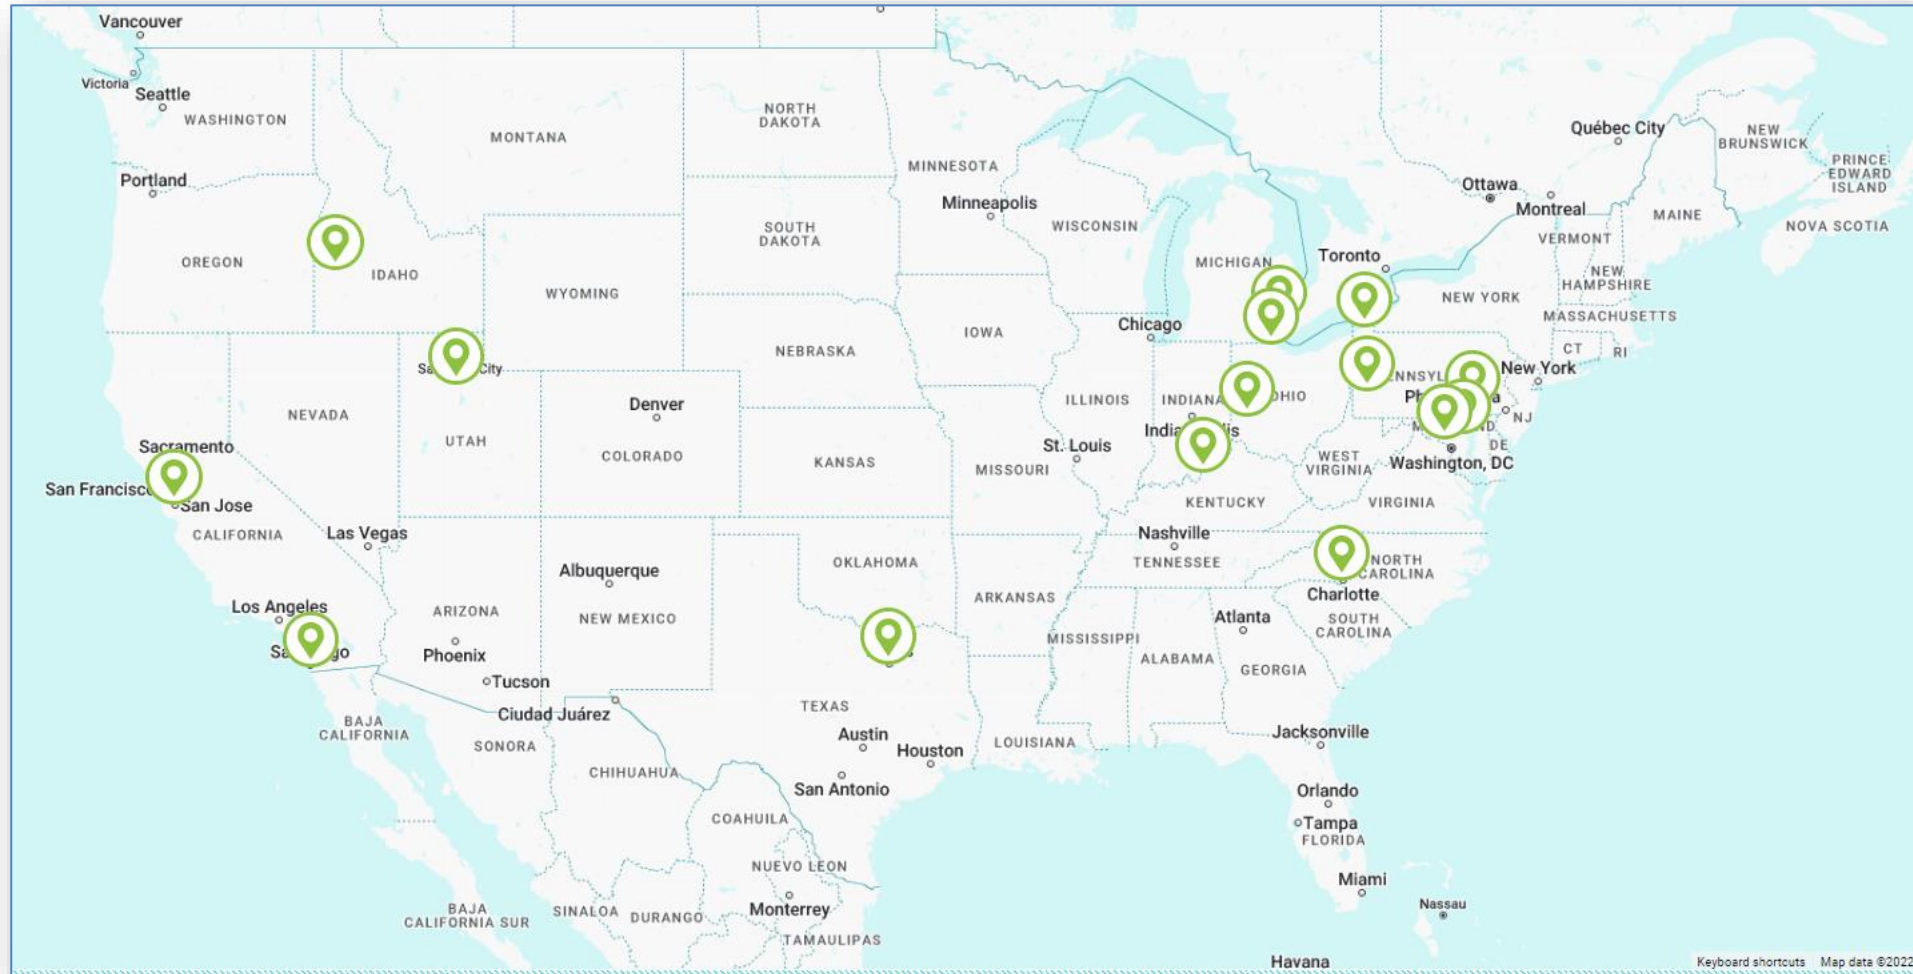 Vancouver
Victoria
Seattle
WASHINGTON
MONTANA
NORTH
DAKOTA
MINNESOTA
Québec City
NEW
BRUNSWICK
PRINCE
EDWARD
ISLAND
Portland
Ottawa
Montreal
Minneapolis
WISCONSIN
MAINE
NOVA SCOTIA
SOUTH
DAKOTA
VERMONT
OREGON
IDAHO
MICHIGAN
Toronto
NEW
HAMPSHIRE
WYOMING
NEW YORK
MASSACHUSETTS
IOWA
Chicago
CT
RI
NEBRASKA
City
New York
Denver
ILLINOIS
INDIANA
OHIO
NJ
NEVADA
UTAH
COLORADO
KANSAS
MISSOURI
St. Louis
DE
Sacramento
WEST
VIRGINIA
Washington, DC
San Francisco
San Jose
KENTUCKY
VIRGINIA
CALIFORNIA
Las Vegas
Nashville
TENNESSEE
NORTH
CAROLINA
Albuquerque
OKLAHOMA
ARKANSAS
Charlotte
Los Angeles
ARIZONA
NEW MEXICO
Atlanta
SOUTH
CAROLINA
MISSISSIPPI
ALABAMA
GEORGIA
Phoenix
Tucson
TEXAS
Ciudad Juárez
BAJA
CALIFORNIA
SONORA
Austin
Houston
LOUISIANA
Jacksonville
CHIHUAHUA
San Antonio
Orlando
COAHUILA
Tampa
FLORIDA
NUEVO LEON
Miami
BAJA
CALIFORNIA SUR
SINALOA
DURANGO
Monterrey
Nassau
TAMAULIPAS
Havana
Keyboard shortcuts
Map data ©2022